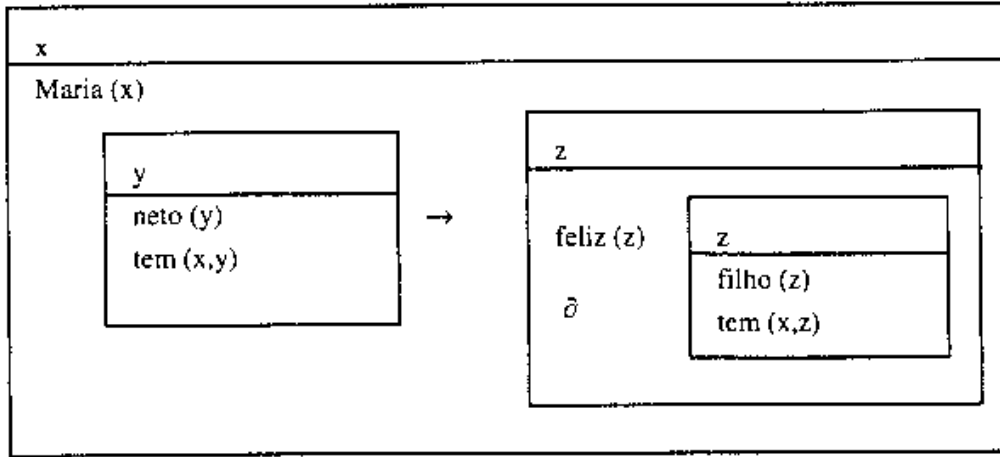 x
Maria (x)
y
neto (y)
tem (x,y)
→
z
feliz (z)
∂
z
filho (z)
tem (x,z)